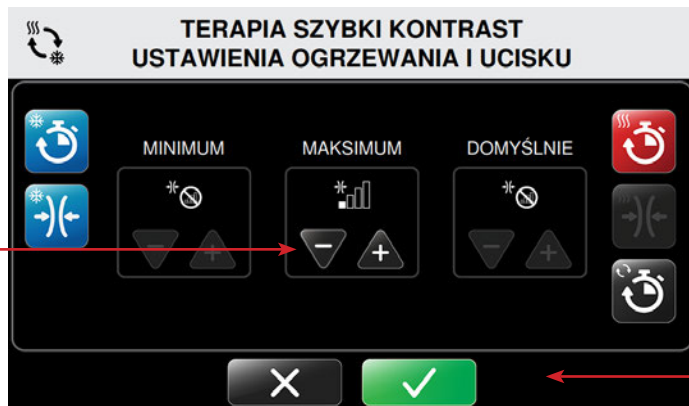 TERAPIA SZYBKI KONTRAST
USTAWIENIA OGRZEWANIA I UCISKU
MINIMUM
MAKSIMUM
DOMYŚLNIE